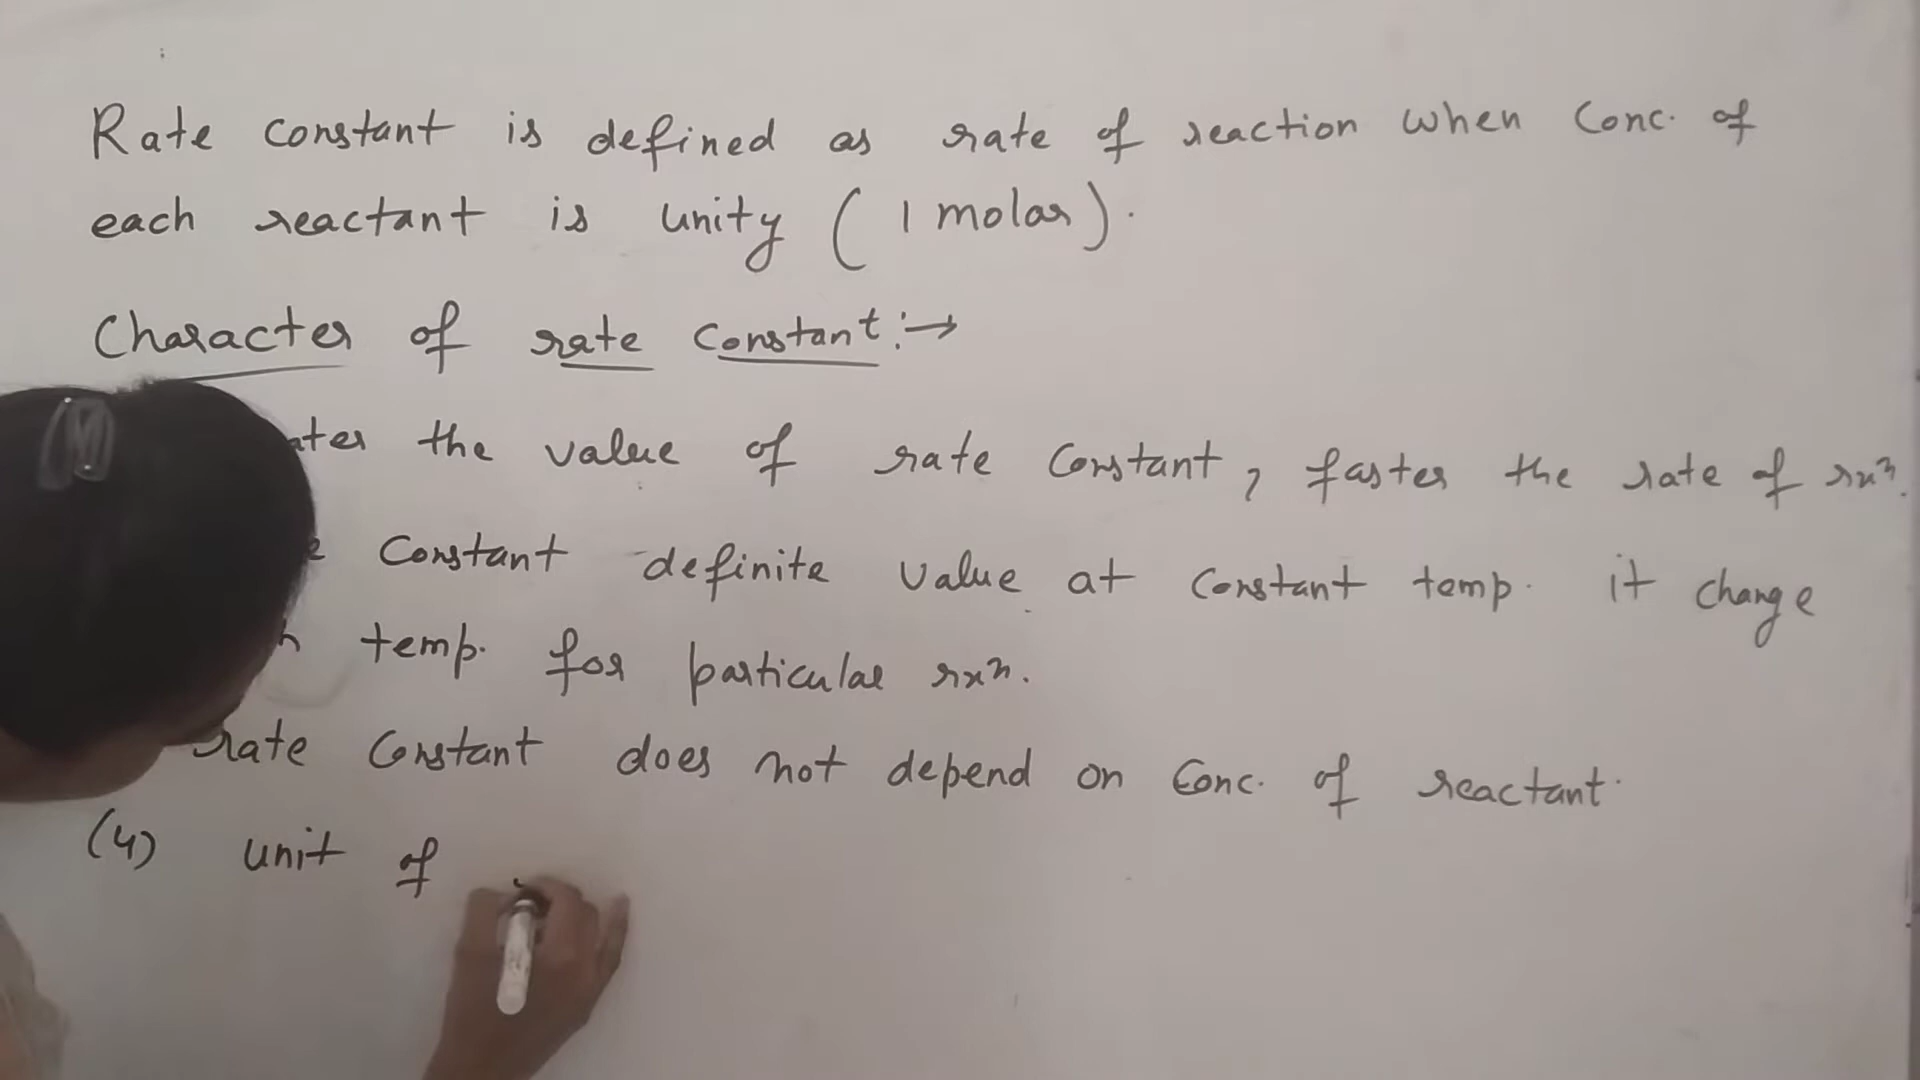 Rate constant is defined as rate of reaction when Conc. of
each reactant is unity ( 1 molar ).
Character of rate Constant :→
the value of rate Constant, faster the rate of rxn.
Constant definite value at Constant temp. it change
temp. for particular rxn.
rate Constant does not depend on Conc. of reactant.
(4) unit of